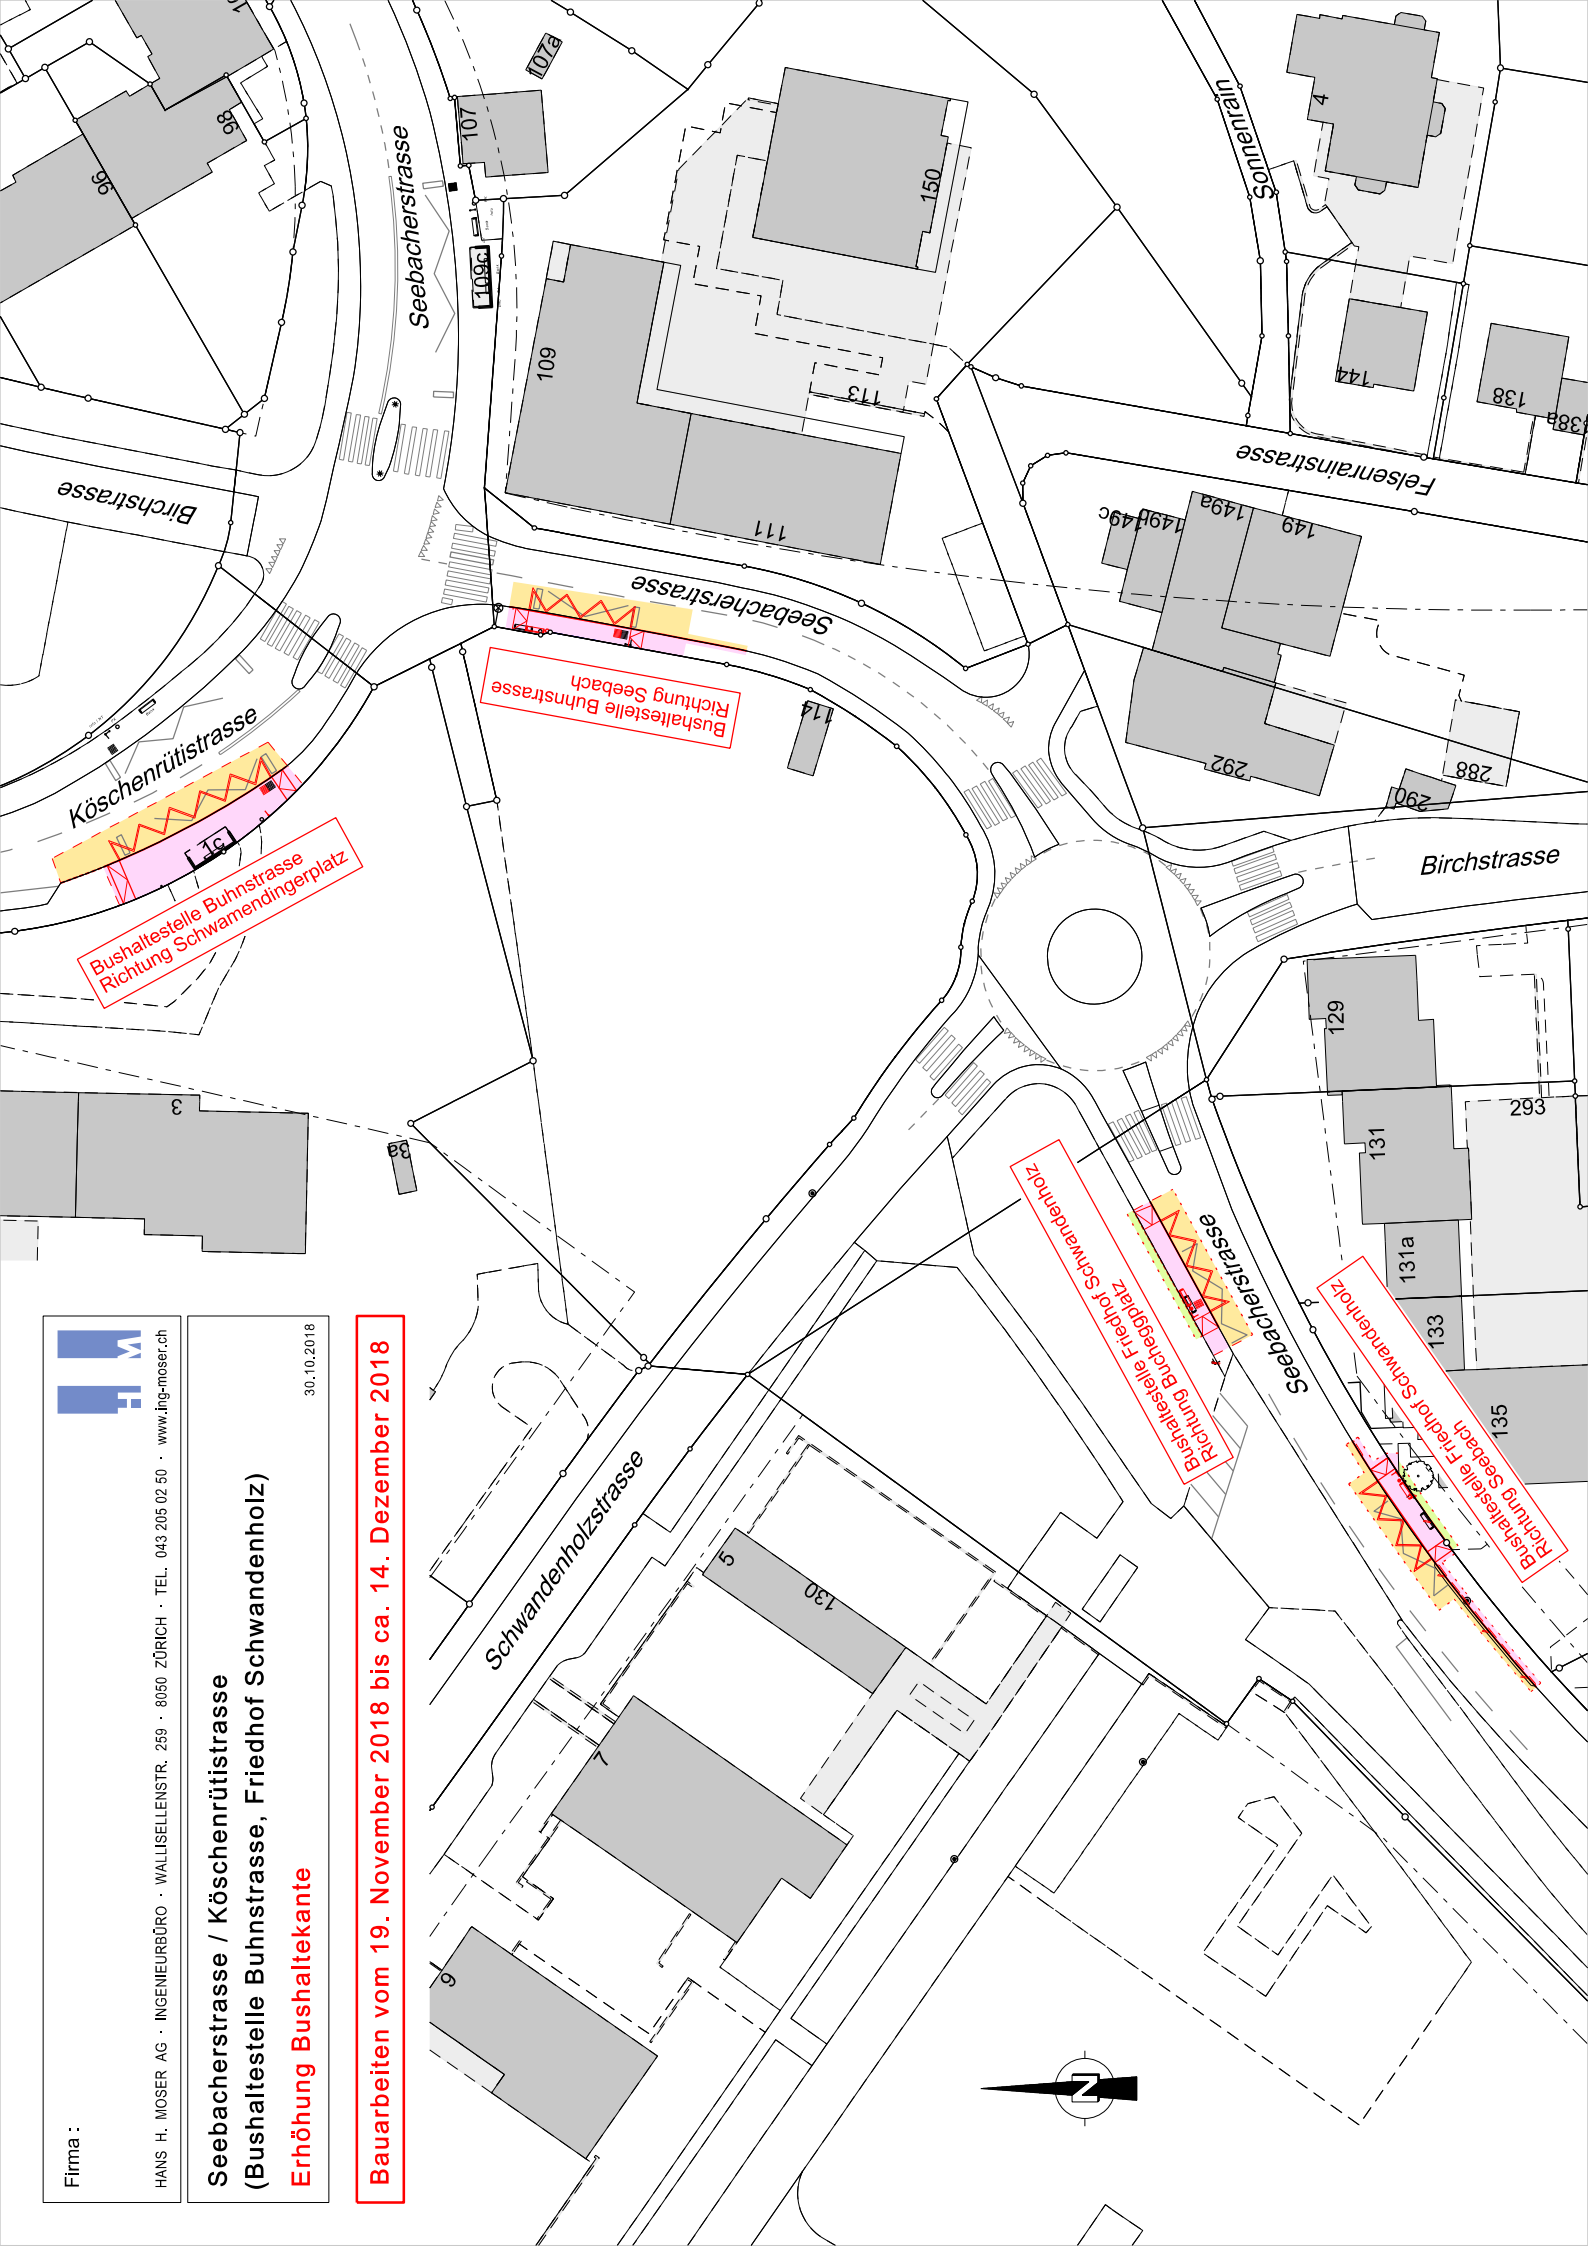 Firma :
HM
HANS H. MOSER AG · INGENIEURBÜRO · WALLISELLENSTR. 259 · 8050 ZÜRICH · TEL. 043 205 02 50 · www.ing-moser.ch
Seebacherstrasse / Köschenrütistrasse
(Bushaltestelle Buhnstrasse, Friedhof Schwandenholz)
Erhöhung Bushaltekante
30.10.2018
Bauarbeiten vom 19. November 2018 bis ca. 14. Dezember 2018
Bushaltestelle Buhnstrasse
Richtung Schwamendingerplatz
Bushaltestelle Buhnstrasse
Richtung Seebach
Bushaltestelle Friedhof Schwandenholz
Richtung Bucheggplatz
Bushaltestelle Friedhof Schwandenholz
Richtung Seebach
Seebacherstrasse
Seebacherstrasse
Seebacherstrasse
Seebacherstrasse
Köschenrütistrasse
Birchstrasse
Birchstrasse
Schwandenholzstrasse
Felsenrainstrasse
Sonnenrain
96
98
107
107a
109c
109
111
113
150
4
144
138
138a
149c
149b
149a
149
292
290
288
114
1c
3
3a
129
131
131a
133
135
293
5
130
7
9
N